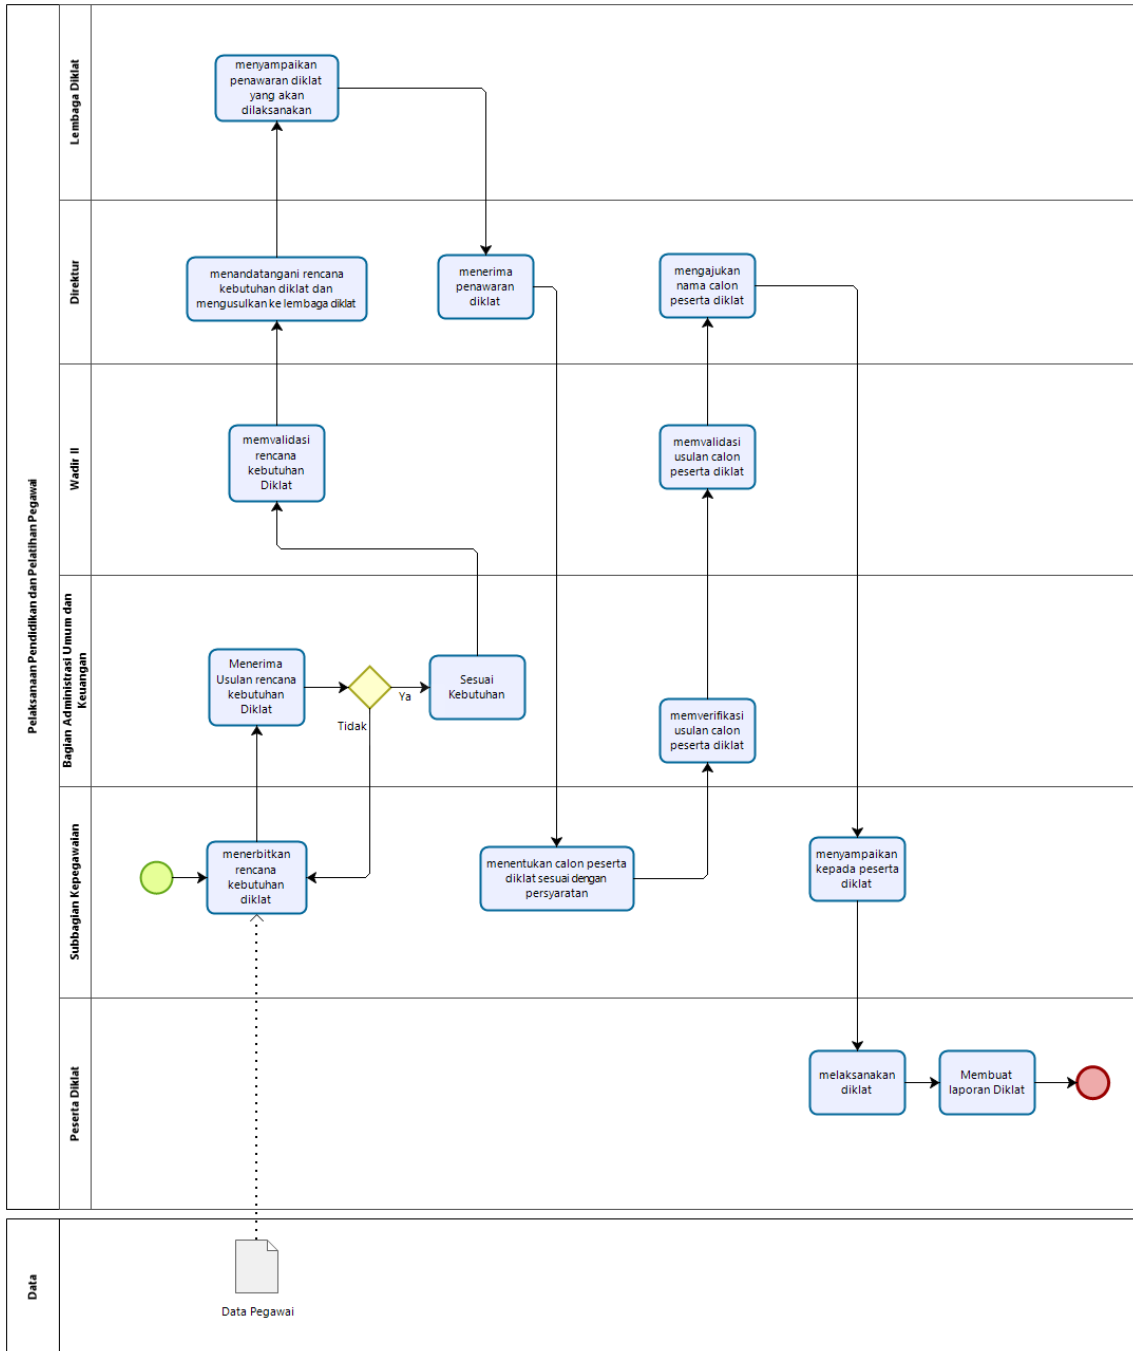 Pelaksanaan Pendidikan dan Pelatihan Pegawai
Lembaga Diklat
menyampaikan
penawaran diklat
yang akan
dilaksanakan
Direktur
menandatangani rencana
kebutuhan diklat dan
mengusulkan ke lembaga diklat
menerima
penawaran
diklat
mengajukan
nama calon
peserta diklat
Wadir II
memvalidasi
rencana
kebutuhan
Diklat
memvalidasi
usulan calon
peserta diklat
Bagian Administrasi Umum dan
Keuangan
Menerima
Usulan rencana
kebutuhan
Diklat
Ya
Tidak
Sesuai
Kebutuhan
memverifikasi
usulan calon
peserta diklat
Subbagian Kepegawaian
menerbitkan
rencana
kebutuhan
diklat
menentukan calon peserta
diklat sesuai dengan
persyaratan
menyampaikan
kepada peserta
diklat
Peserta Diklat
melaksanakan
diklat
Membuat
laporan Diklat
Data
Data Pegawai